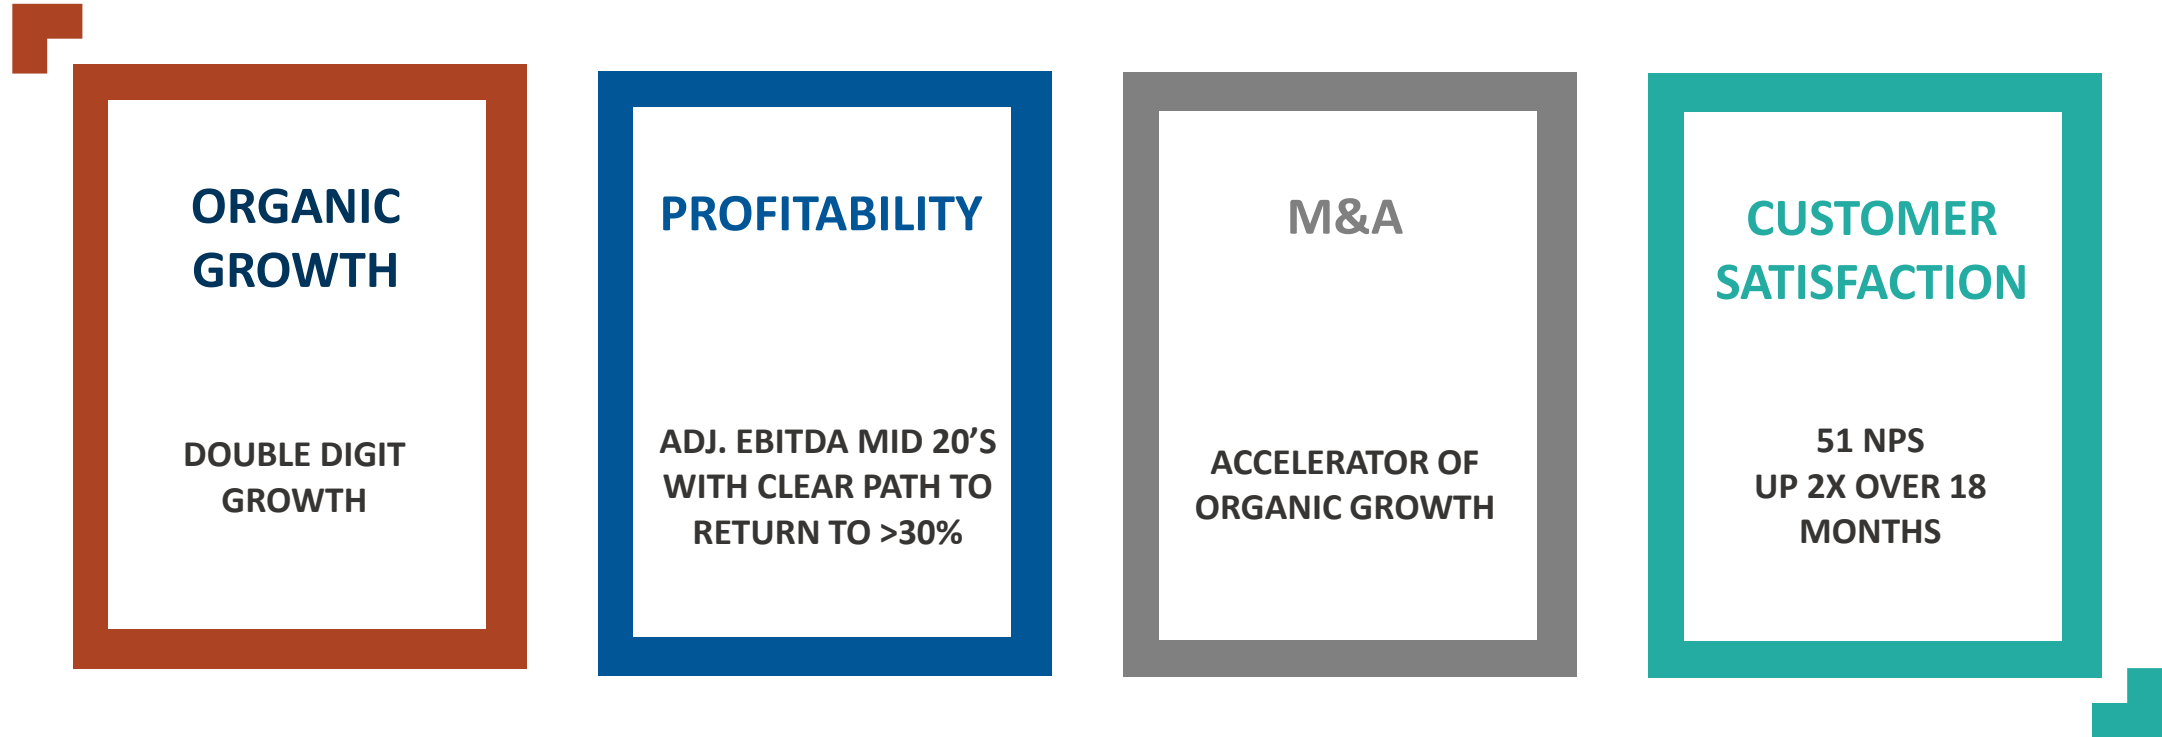 ORGANIC
GROWTH
DOUBLE DIGIT
GROWTH
PROFITABILITY
ADJ. EBITDA MID 20’S
WITH CLEAR PATH TO
RETURN TO >30%
M&A
ACCELERATOR OF
ORGANIC GROWTH
CUSTOMER
SATISFACTION
51 NPS
UP 2X OVER 18
MONTHS